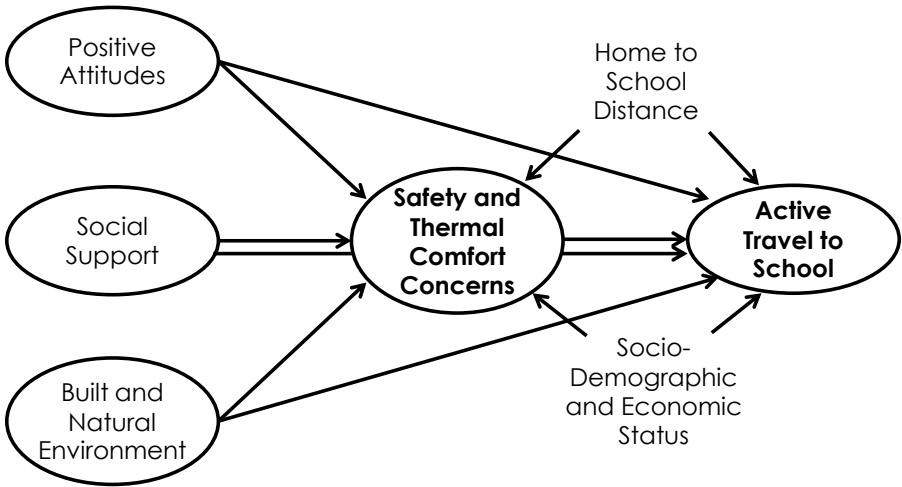 Positive
Attitudes
Home to
School
Distance
Safety and
Thermal
Comfort
Concerns
Active
Travel to
School
Social
Support
Socio-
Demographic
and Economic
Status
Built and
Natural
Environment